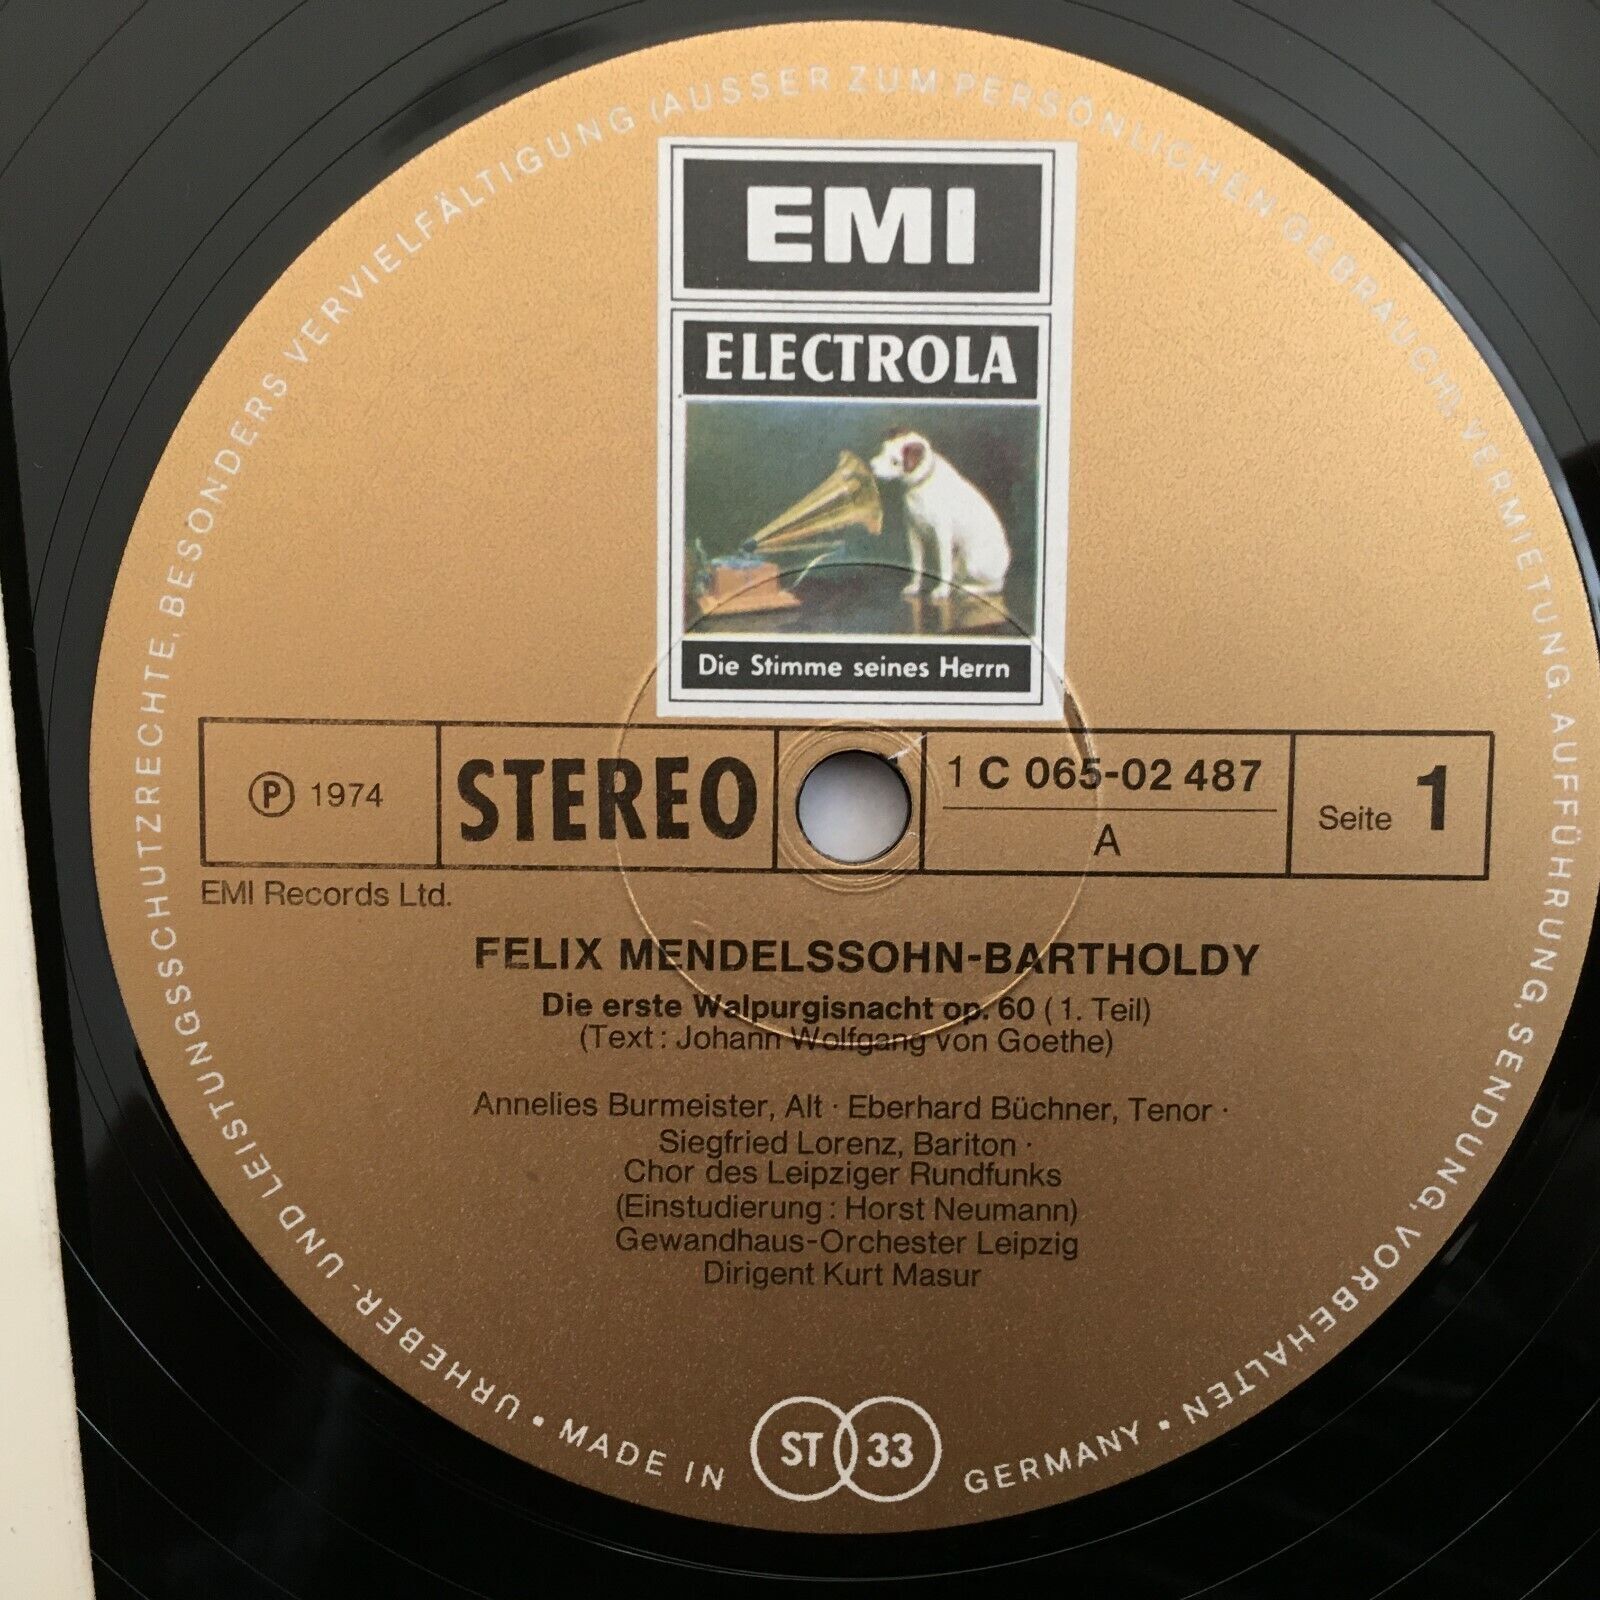 EMI
ELECTROLA
Die Stimme seines Herrn
Ⓟ 1974
STEREO
1 C 065-02 487
A
Seite 1
EMI Records Ltd.
FELIX MENDELSSOHN-BARTHOLDY
Die erste Walpurgisnacht op. 60 (1. Teil)
(Text: Johann Wolfgang von Goethe)
Annelies Burmeister, Alt · Eberhard Büchner, Tenor ·
Siegfried Lorenz, Bariton ·
Chor des Leipziger Rundfunks
(Einstudierung: Horst Neumann)
Gewandhaus-Orchester Leipzig
Dirigent Kurt Masur
URHEBER- UND LEISTUNGSSCHUTZRECHTE, BESONDERS VERVIELFÄLTIGUNG (AUSSER ZUM PERSÖNLICHEN GEBRAUCH), VERMIETUNG, AUFFÜHRUNG, SENDUNG, VORBEHALTEN •
MADE IN ST 33 GERMANY •